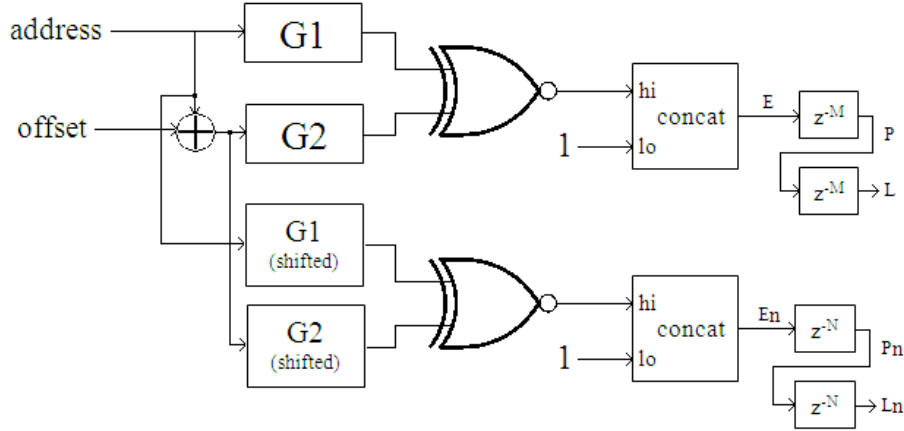 address
G1
offset
G2
hi
concat
1
lo
E
z-M
P
z-M
L
G1
(shifted)
G2
(shifted)
hi
concat
1
lo
En
z-N
Pn
z-N
Ln